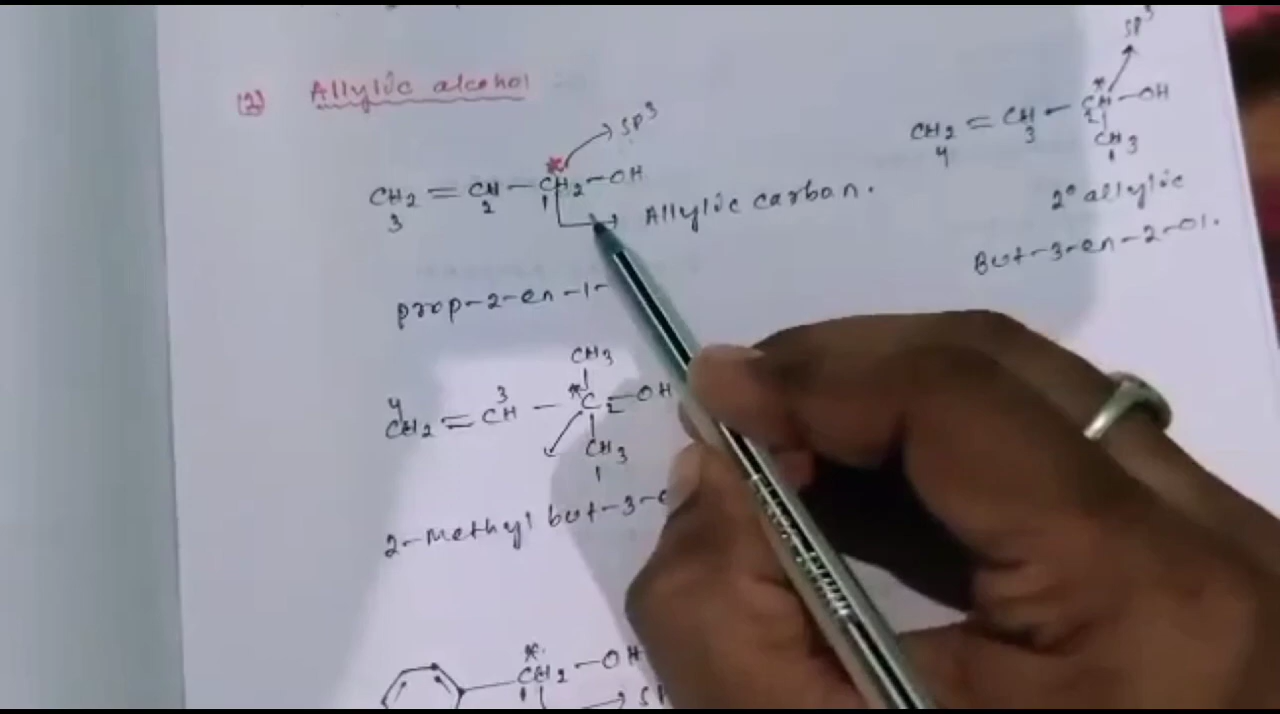 (2) Allylic alcohol
SP³
CH₂ = CH - CH₂ - OH
3 2 1
Allylic carbon.
prop-2-en-1-
SP³
CH₂ = CH - CH - OH
4 3 2
CH₃
1
2° allylic
But-3-en-2-ol.
CH₃
4 3
CH₂ = CH - *C - OH
2
CH₃
1
2-Methyl but-3-e
*
CH₂ - OH
1
SP